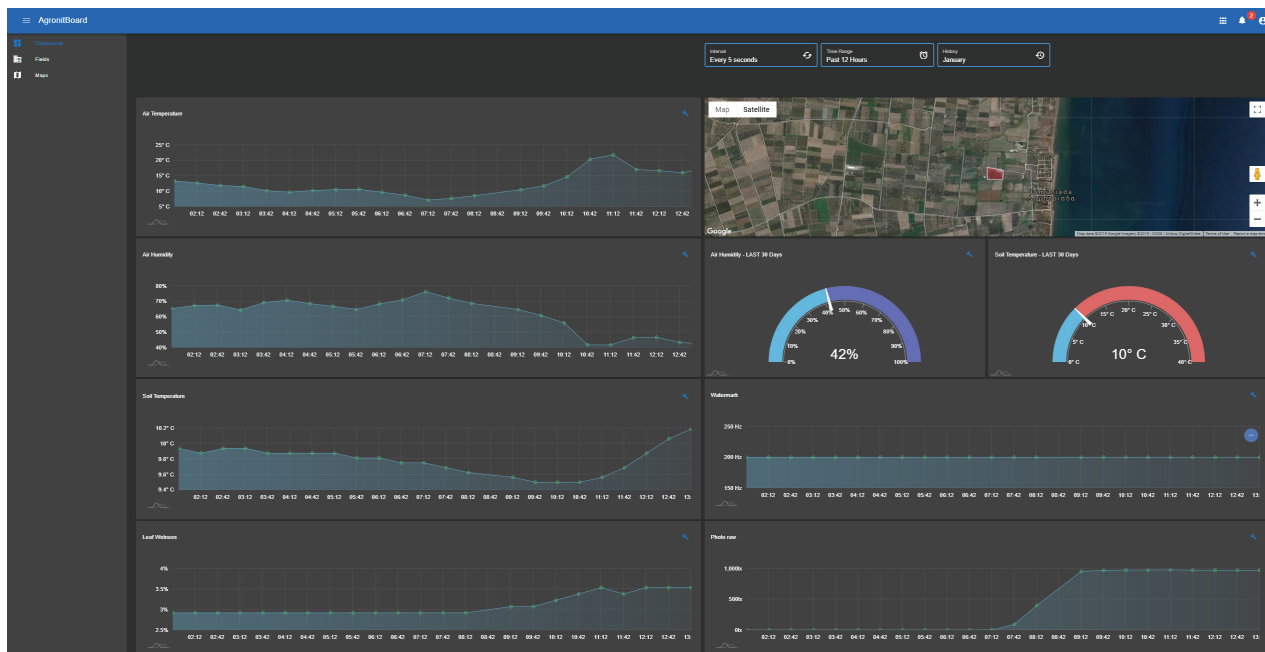 AgronitBoard
2
Dashboards
Fields
Maps
Interval
Every 5 seconds
Time Range
Past 12 Hours
History
January
Air Temperature
25° C
20° C
15° C
10° C
5° C
02:12 02:42 03:12 03:42 04:12 04:42 05:12 05:42 06:12 06:42 07:12 07:42 08:12 08:42 09:12 09:42 10:12 10:42 11:12 11:42 12:12 12:42
Map Satellite
Google
Air Humidity
80%
70%
60%
50%
40%
02:12 02:42 03:12 03:42 04:12 04:42 05:12 05:42 06:12 06:42 07:12 07:42 08:12 08:42 09:12 09:42 10:12 10:42 11:12 11:42 12:12 12:42
Air Humidity - LAST 30 Days
0%
10%
20%
30%
40%
50%
60%
70%
80%
90%
100%
42%
Soil Temperature - LAST 30 Days
0° C
5° C
10° C
15° C
20° C
25° C
30° C
35° C
40° C
10° C
Soil Temperature
10.2° C
10° C
9.8° C
9.6° C
9.4° C
02:12 02:42 03:12 03:42 04:12 04:42 05:12 05:42 06:12 06:42 07:12 07:42 08:12 08:42 09:12 09:42 10:12 10:42 11:12 11:42 12:12 12:42 13:
Watermark
250 Hz
200 Hz
150 Hz
02:12 02:42 03:12 03:42 04:12 04:42 05:12 05:42 06:12 06:42 07:12 07:42 08:12 08:42 09:12 09:42 10:12 10:42 11:12 11:42 12:12 12:42 13:
Leaf Wetness
4%
3.5%
3%
2.5%
02:12 02:42 03:12 03:42 04:12 04:42 05:12 05:42 06:12 06:42 07:12 07:42 08:12 08:42 09:12 09:42 10:12 10:42 11:12 11:42 12:12 12:42 13:
Photo raw
1,000lx
500lx
0lx
02:12 02:42 03:12 03:42 04:12 04:42 05:12 05:42 06:12 06:42 07:12 07:42 08:12 08:42 09:12 09:42 10:12 10:42 11:12 11:42 12:12 12:42 13: